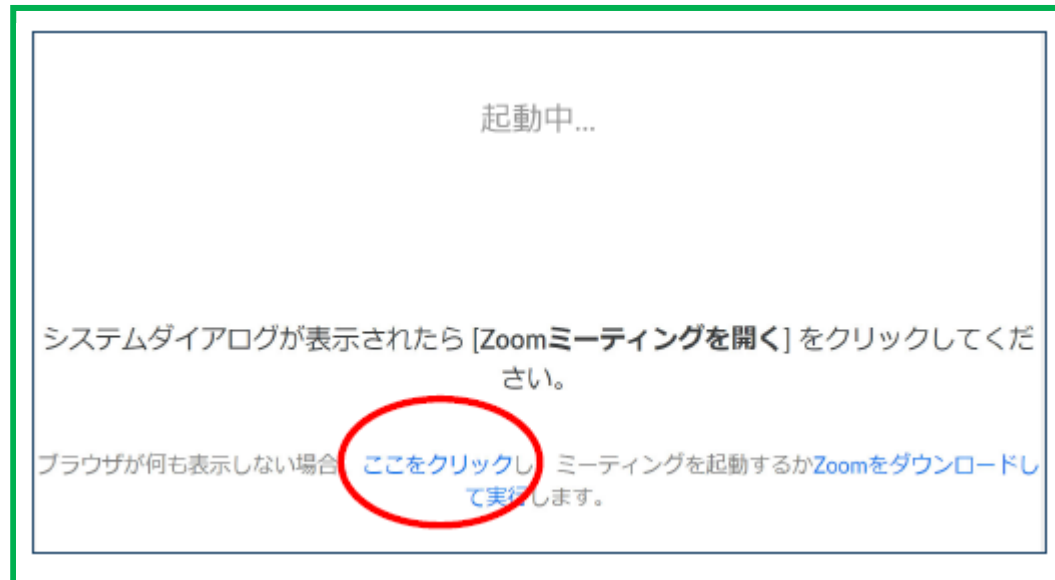 起動中...
システムダイアログが表示されたら [Zoomミーティングを開く] をクリックしてくだ
さい。
ブラウザが何も表示しない場合 ここをクリックし ミーティングを起動するかZoomをダウンロードし
て実行します。